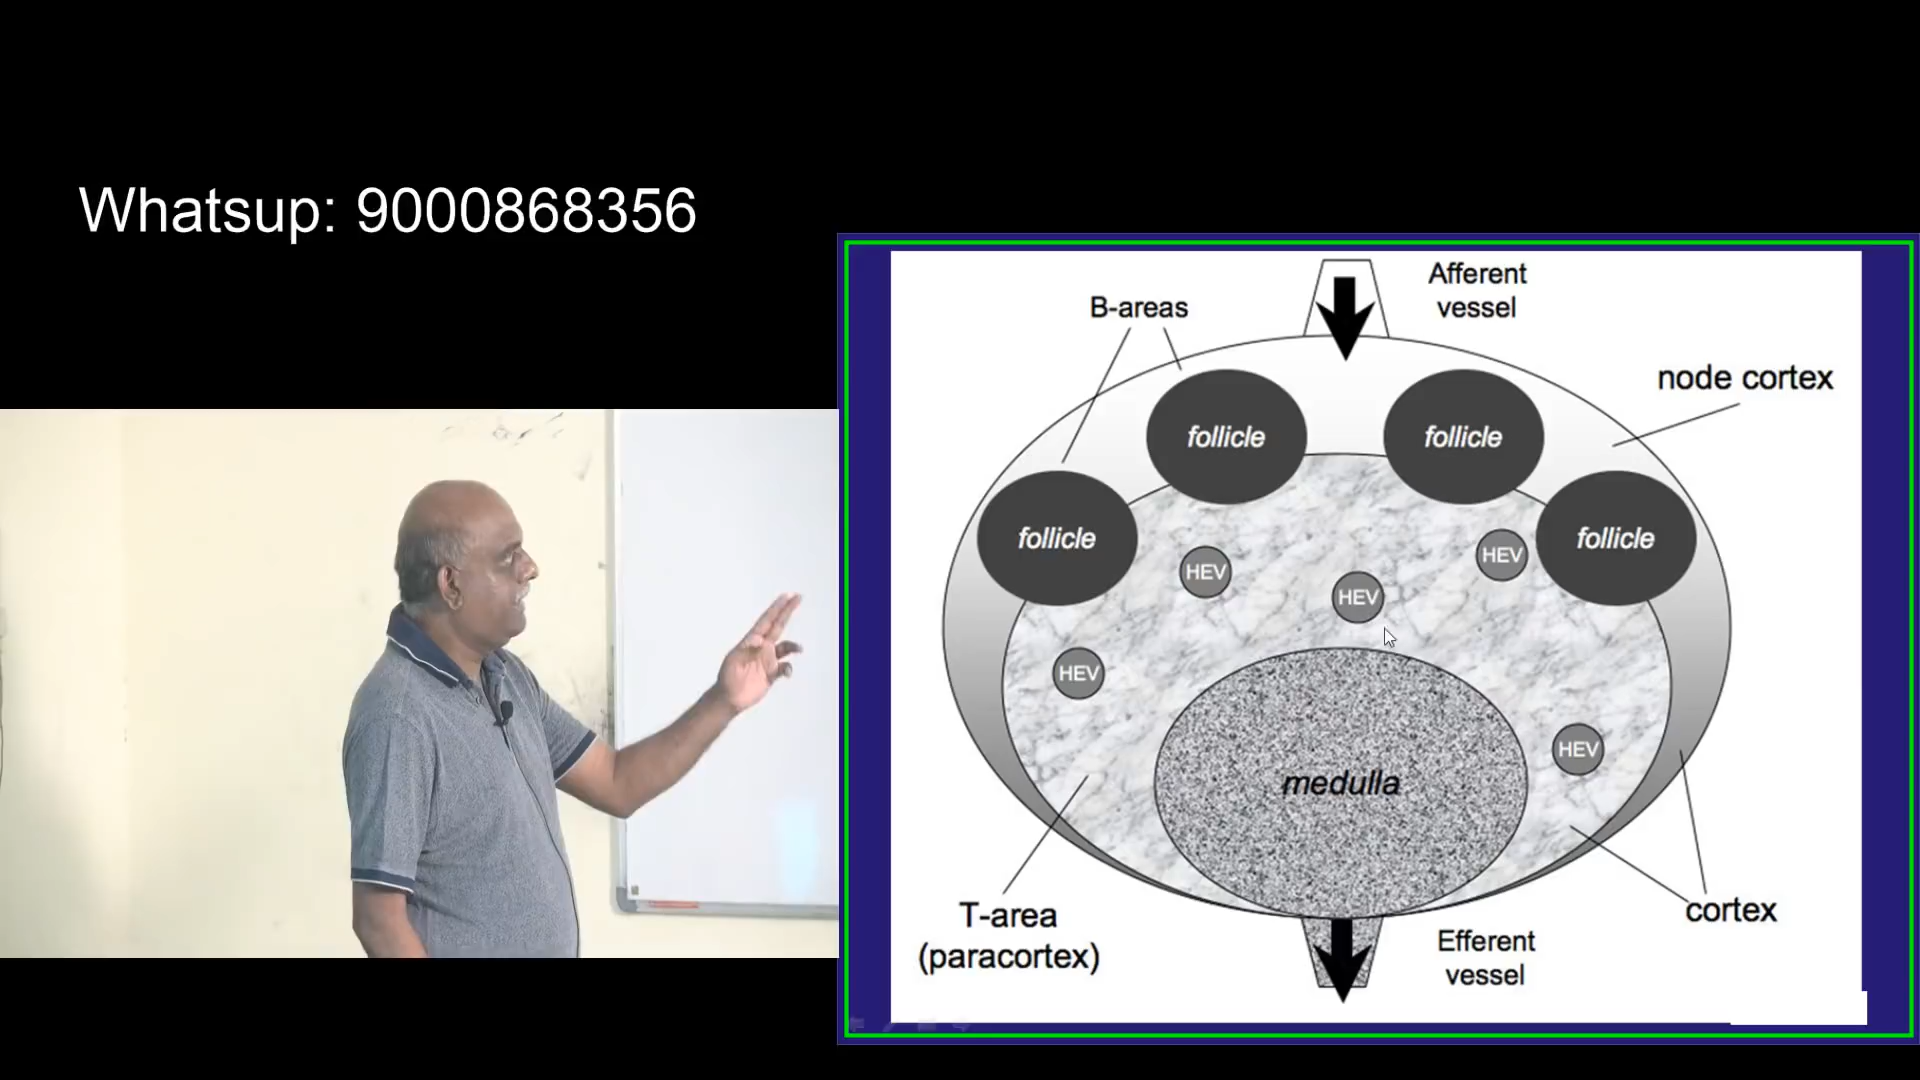 Whatsup: 9000868356
Afferent
vessel
B-areas
node cortex
follicle
follicle
follicle
follicle
HEV
HEV
HEV
HEV
HEV
medulla
T-area
(paracortex)
cortex
Efferent
vessel